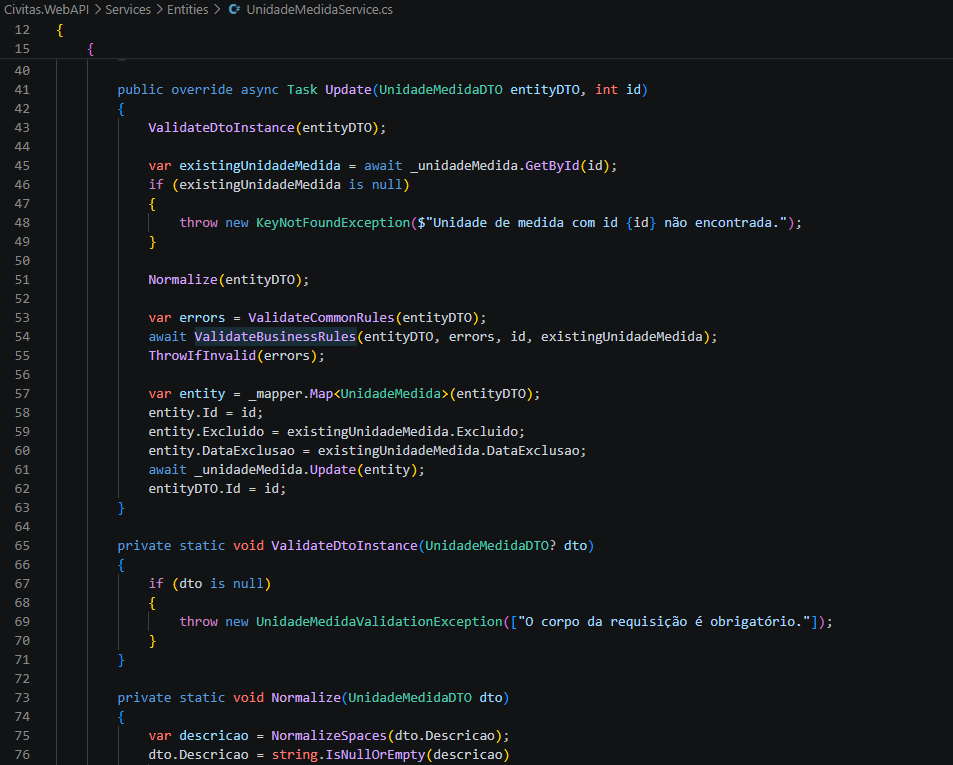 Civitas.WebAPI > Services > Entities > C# UnidadeMedidaService.cs
12 {
15 {
40
41 public override async Task Update(UnidadeMedidaDTO entityDTO, int id)
42 {
43 ValidateDtoInstance(entityDTO);
44
45 var existingUnidadeMedida = await _unidadeMedida.GetById(id);
46 if (existingUnidadeMedida is null)
47 {
48 throw new KeyNotFoundException($"Unidade de medida com id {id} não encontrada.");
49 }
50
51 Normalize(entityDTO);
52
53 var errors = ValidateCommonRules(entityDTO);
54 await ValidateBusinessRules(entityDTO, errors, id, existingUnidadeMedida);
55 ThrowIfInvalid(errors);
56
57 var entity = _mapper.Map<UnidadeMedida>(entityDTO);
58 entity.Id = id;
59 entity.Excluido = existingUnidadeMedida.Excluido;
60 entity.DataExclusao = existingUnidadeMedida.DataExclusao;
61 await _unidadeMedida.Update(entity);
62 entityDTO.Id = id;
63 }
64
65 private static void ValidateDtoInstance(UnidadeMedidaDTO? dto)
66 {
67 if (dto is null)
68 {
69 throw new UnidadeMedidaValidationException(["O corpo da requisição é obrigatório."]);
70 }
71 }
72
73 private static void Normalize(UnidadeMedidaDTO dto)
74 {
75 var descricao = NormalizeSpaces(dto.Descricao);
76 dto.Descricao = string.IsNullOrEmpty(descricao)